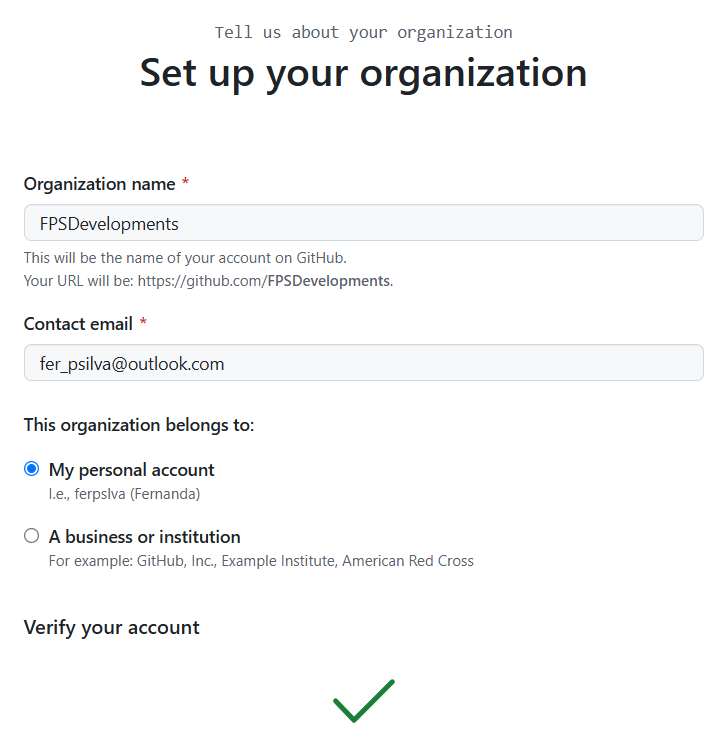 Tell us about your organization
Set up your organization
Organization name *
FPSDevelopments
This will be the name of your account on GitHub.
Your URL will be: https://github.com/FPSDevelopments.
Contact email *
fer_psilva@outlook.com
This organization belongs to:
My personal account
I.e., ferpslva (Fernanda)
A business or institution
For example: GitHub, Inc., Example Institute, American Red Cross
Verify your account